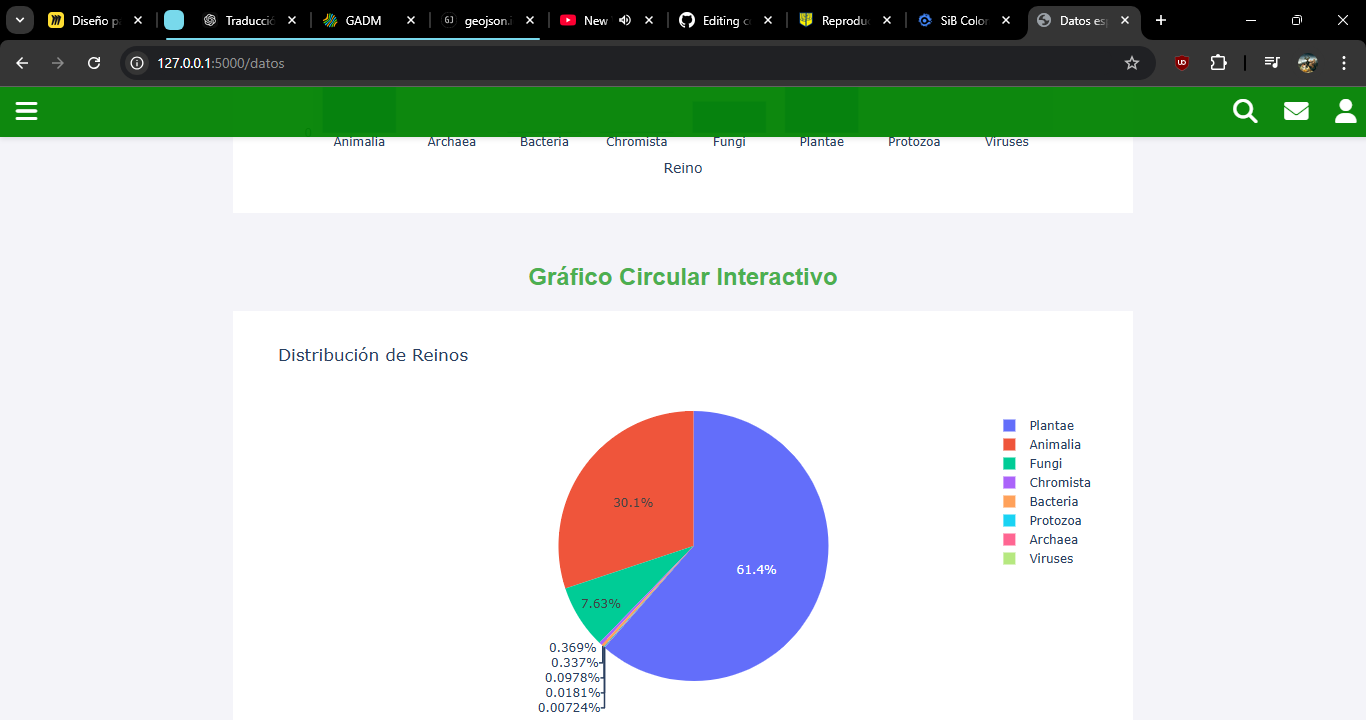 Diseño pa
Traducció
GADM
geojson.i
New
Editing c
Reprodu
SiB Color
Datos esp
127.0.0.1:5000/datos
Animalia Archaea Bacteria Chromista Fungi Plantae Protozoa Viruses
Reino
Gráfico Circular Interactivo
Distribución de Reinos
Plantae
Animalia
Fungi
Chromista
Bacteria
Protozoa
Archaea
Viruses
30.1%
61.4%
7.63%
0.369%
0.337%
0.0978%
0.0181%
0.00724%